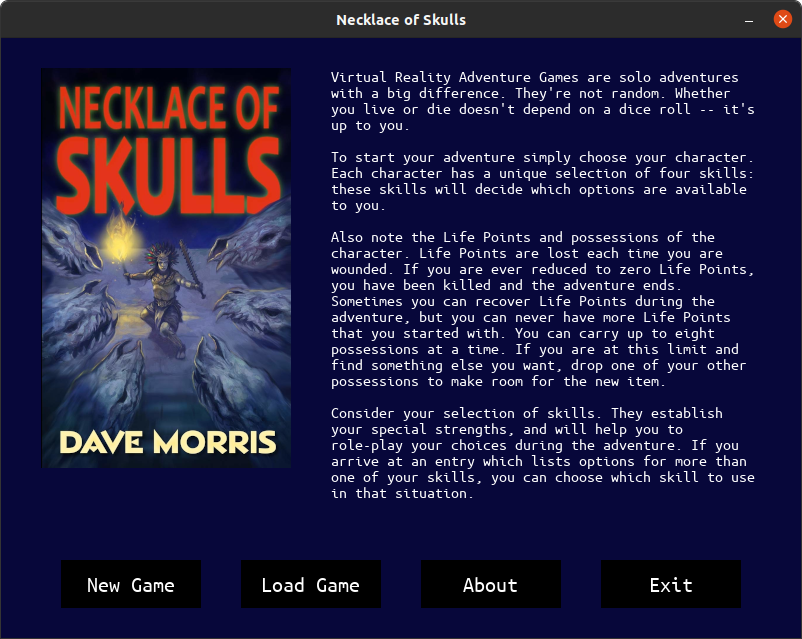 Necklace of Skulls
NECKLACE OF
SKULLS
DAVE MORRIS
Virtual Reality Adventure Games are solo adventures
with a big difference. They're not random. Whether
you live or die doesn't depend on a dice roll -- it's
up to you.
To start your adventure simply choose your character.
Each character has a unique selection of four skills:
these skills will decide which options are available
to you.
Also note the Life Points and possessions of the
character. Life Points are lost each time you are
wounded. If you are ever reduced to zero Life Points,
you have been killed and the adventure ends.
Sometimes you can recover Life Points during the
adventure, but you can never have more Life Points
that you started with. You can carry up to eight
possessions at a time. If you are at this limit and
find something else you want, drop one of your other
possessions to make room for the new item.
Consider your selection of skills. They establish
your special strengths, and will help you to
role-play your choices during the adventure. If you
arrive at an entry which lists options for more than
one of your skills, you can choose which skill to use
in that situation.
New Game
Load Game
About
Exit